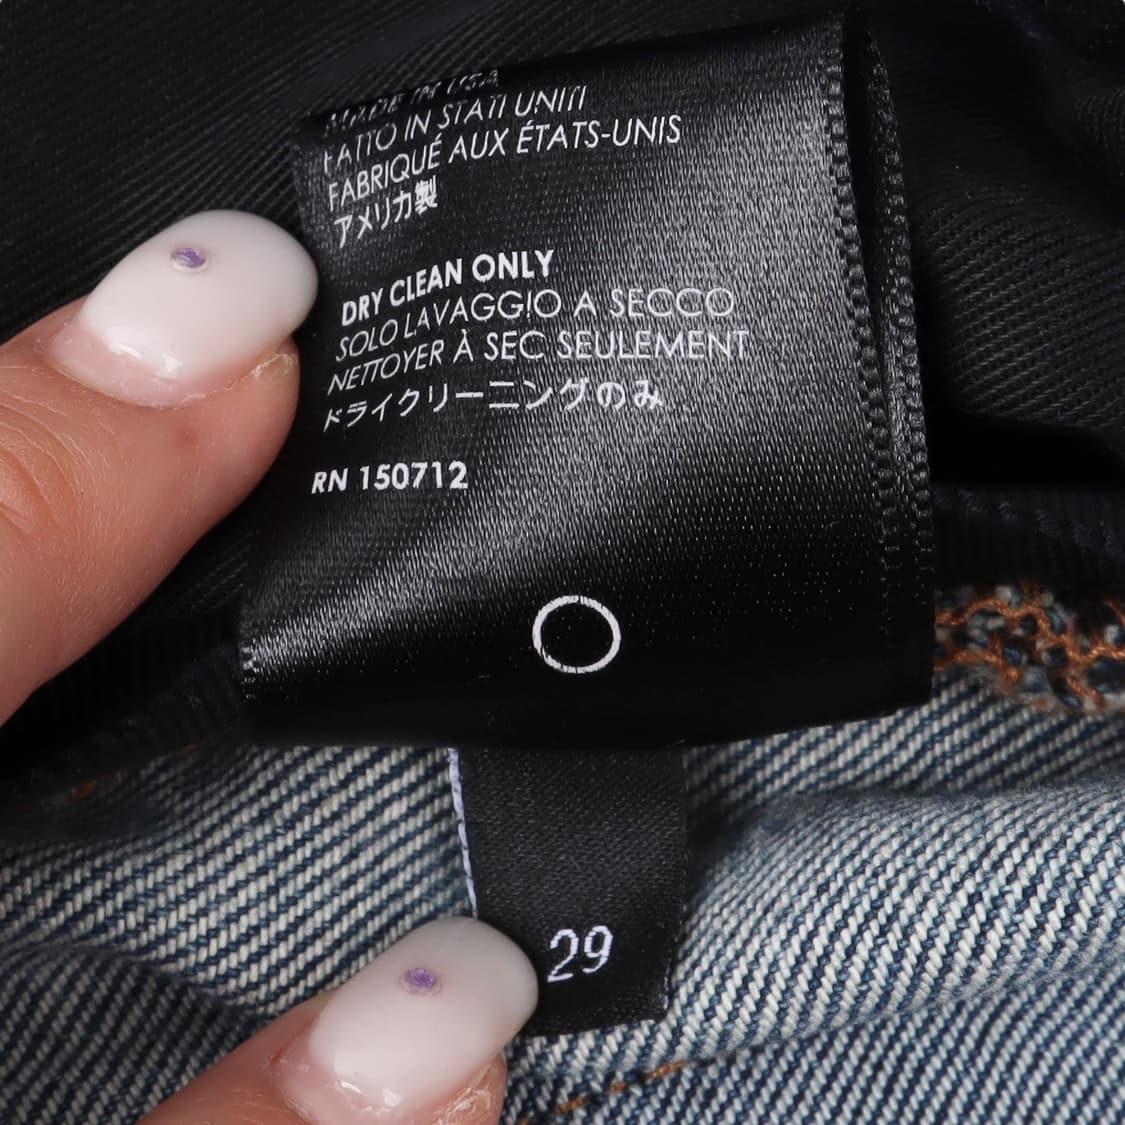 MADE IN USA
FATTO IN STATI UNITI
FABRIQUÉ AUX ÉTATS-UNIS
アメリカ製
DRY CLEAN ONLY
SOLO LAVAGGIO A SECCO
NETTOYER À SEC SEULEMENT
ドライクリーニングのみ
RN 150712
29